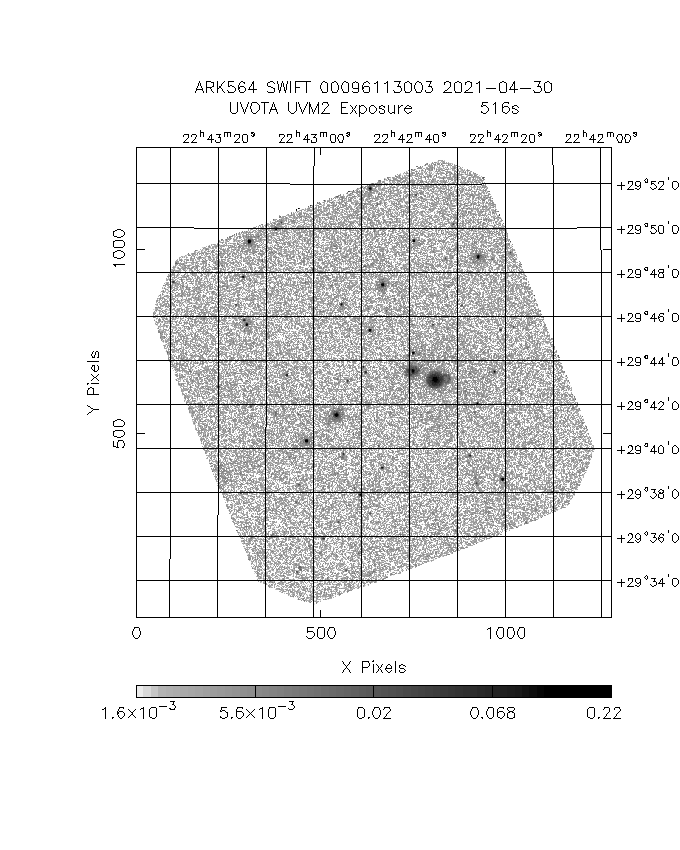 ARK564 SWIFT 00096113003 2021-04-30
UVOTA UVM2 Exposure 516s
22ʰ43ᵐ20ˢ 22ʰ43ᵐ00ˢ 22ʰ42ᵐ40ˢ 22ʰ42ᵐ20ˢ 22ʰ42ᵐ00ˢ
+29°52'0
+29°50'0
1000
+29°48'0
+29°46'0
+29°44'0
Y Pixels
+29°42'0
500
+29°40'0
+29°38'0
+29°36'0
+29°34'0
0 500 1000
X Pixels
1.6×10⁻³ 5.6×10⁻³ 0.02 0.068 0.22